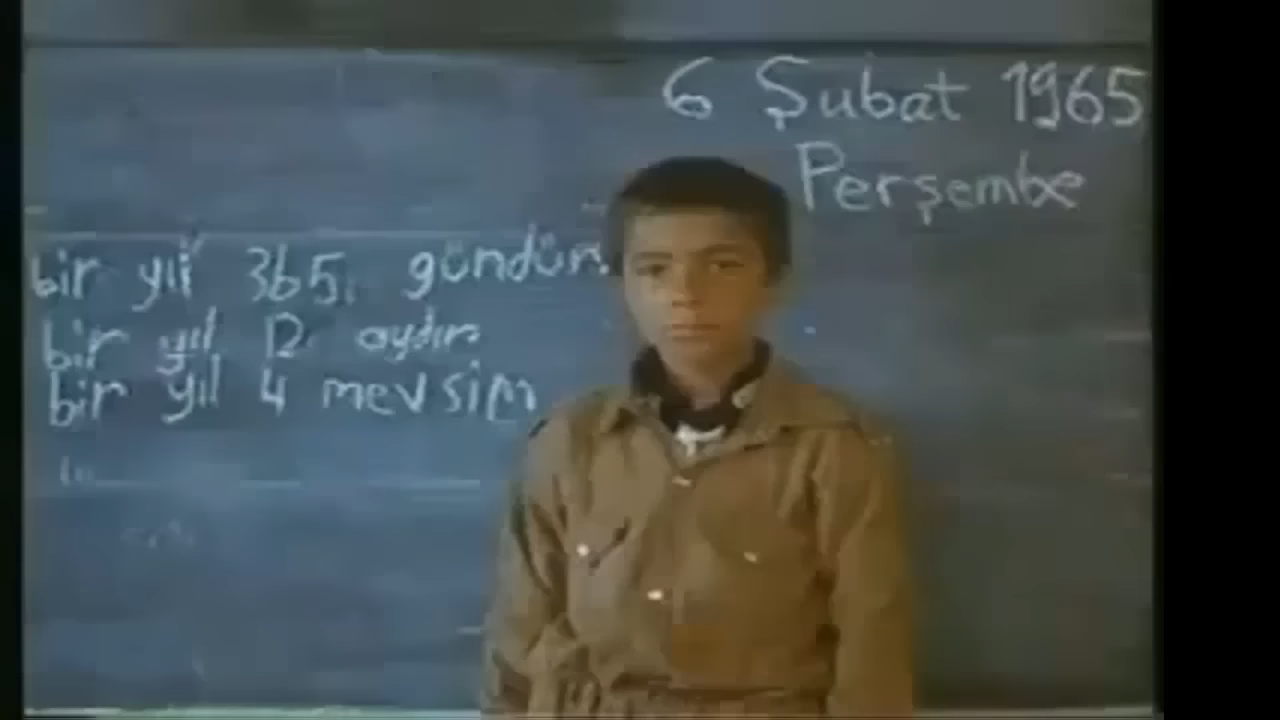 6 Şubat 1965
Perşembe
bir yıl 365 gündür
bir yıl 12 aydır
bir yıl 4 mevsim